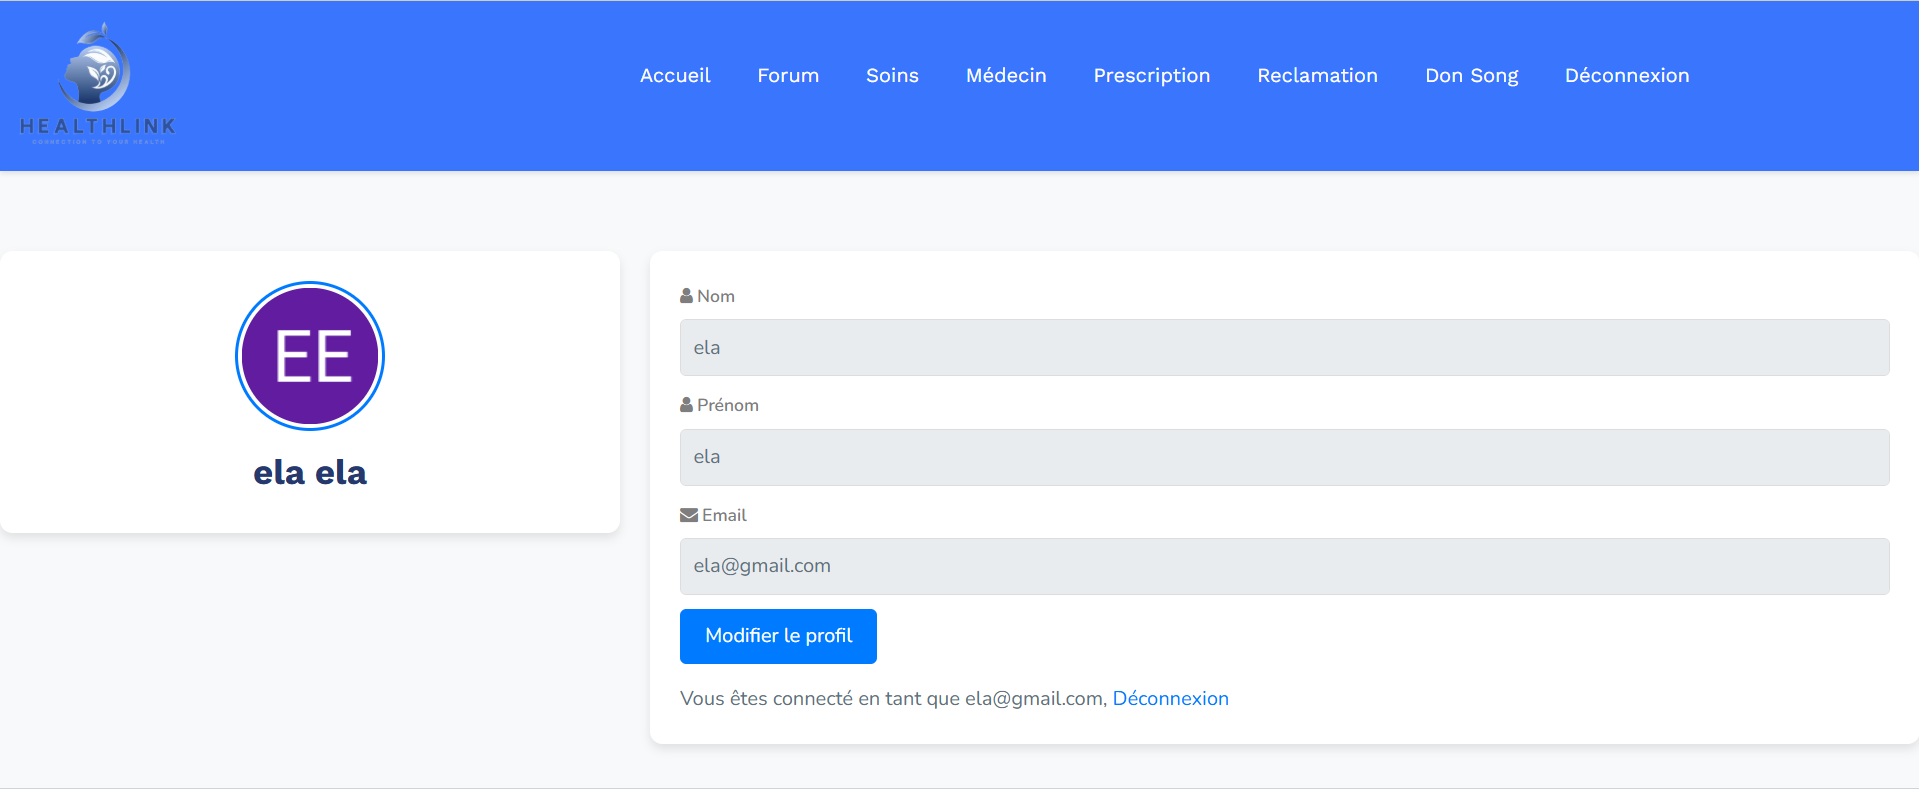 HEALTHLINK
CONNECTION TO YOUR HEALTH
Accueil Forum Soins Médecin Prescription Reclamation Don Song Déconnexion
EE
ela ela
Nom
ela
Prénom
ela
Email
ela@gmail.com
Modifier le profil
Vous êtes connecté en tant que ela@gmail.com, Déconnexion